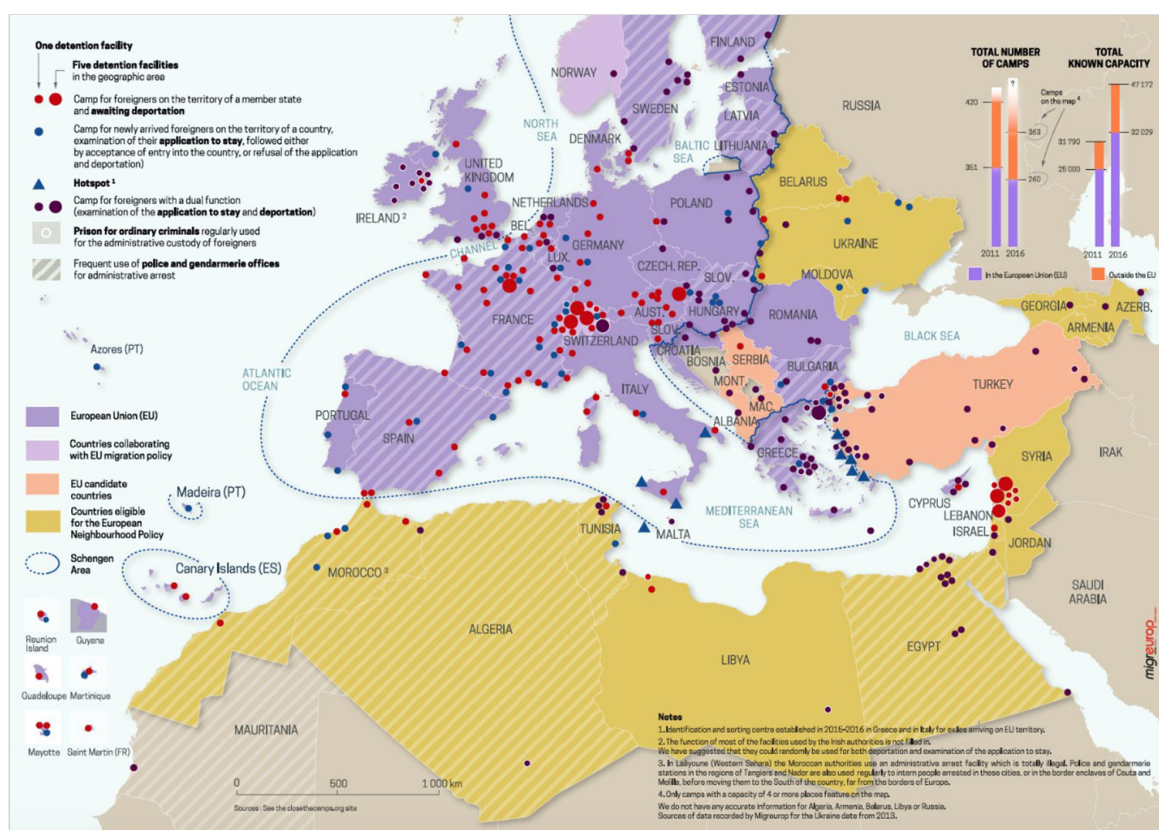 One detention facility
Five detention facilities
in the geographic area
Camp for foreigners on the territory of a member state
and awaiting deportation
Camp for newly arrived foreigners on the territory of a country,
examination of their application to stay, followed either
by acceptance of entry into the country, or refusal of the application
and deportation)
Hotspot 1
Camp for foreigners with a dual function
(examination of the application to stay and deportation)
Prison for ordinary criminals regularly used
for the administrative custody of foreigners
Frequent use of police and gendarmerie offices
for administrative arrest
TOTAL NUMBER
OF CAMPS
?
420
351
363
260
2011 2016
Camps
on the map 4
TOTAL
KNOWN CAPACITY
47 172
31 790
32 029
25 000
2011 2016
In the European Union (EU)
Outside the EU
NORWAY
FINLAND
SWEDEN
ESTONIA
LATVIA
LITHUANIA
RUSSIA
NORTH
SEA
DENMARK
BALTIC
SEA
UNITED
KINGDOM
IRELAND 2
NETHERLANDS
BEL.
CHANNEL
LUX.
GERMANY
POLAND
BELARUS
UKRAINE
CZECH. REP.
SLOV.
MOLDOVA
FRANCE
AUST.
HUNGARY
SWITZERLAND
SLOV.
ROMANIA
CROATIA
BOSNIA
SERBIA
GEORGIA
AZERB.
ARMENIA
BLACK SEA
Azores (PT)
ATLANTIC
OCEAN
ITALY
MONT.
BULGARIA
MAC.
ALBANIA
TURKEY
PORTUGAL
SPAIN
GREECE
SYRIA
IRAK
European Union (EU)
Countries collaborating
with EU migration policy
EU candidate
countries
Countries eligible
for the European
Neighbourhood Policy
Schengen
Area
Madeira (PT)
Canary Islands (ES)
CYPRUS
LEBANON
ISRAEL
JORDAN
MEDITERRANEAN
SEA
MALTA
TUNISIA
MOROCCO 3
SAUDI
ARABIA
ALGERIA
LIBYA
EGYPT
MAURITANIA
Reunion
Island
Guyene
Guadeloupe
Martinique
Mayotte
Saint Martin (FR)
0 500 1 000 km
Sources : See the closethecamps.org site
migreurop
Notes
1. Identification and sorting centre established in 2015-2016 in Greece and in Italy for exiles arriving on EU territory.
2. The function of most of the facilities used by the Irish authorities is not filled in.
We have suggested that they could randomly be used for both deportation and examination of the application to stay.
3. In Laâyoune (Western Sahara) the Moroccan authorities use an administrative arrest facility which is totally illegal. Police and gendarmerie
stations in the regions of Tangiers and Nador are also used regularly to intern people arrested in these cities, or in the border enclaves of Ceuta and
Melilla, before moving them to the South of the country, far from the borders of Europe.
4. Only camps with a capacity of 4 or more places feature on the map.
We do not have any accurate information for Algeria, Armenia, Belarus, Libya or Russia.
Sources of data recorded by Migreurop for the Ukraine date from 2013.